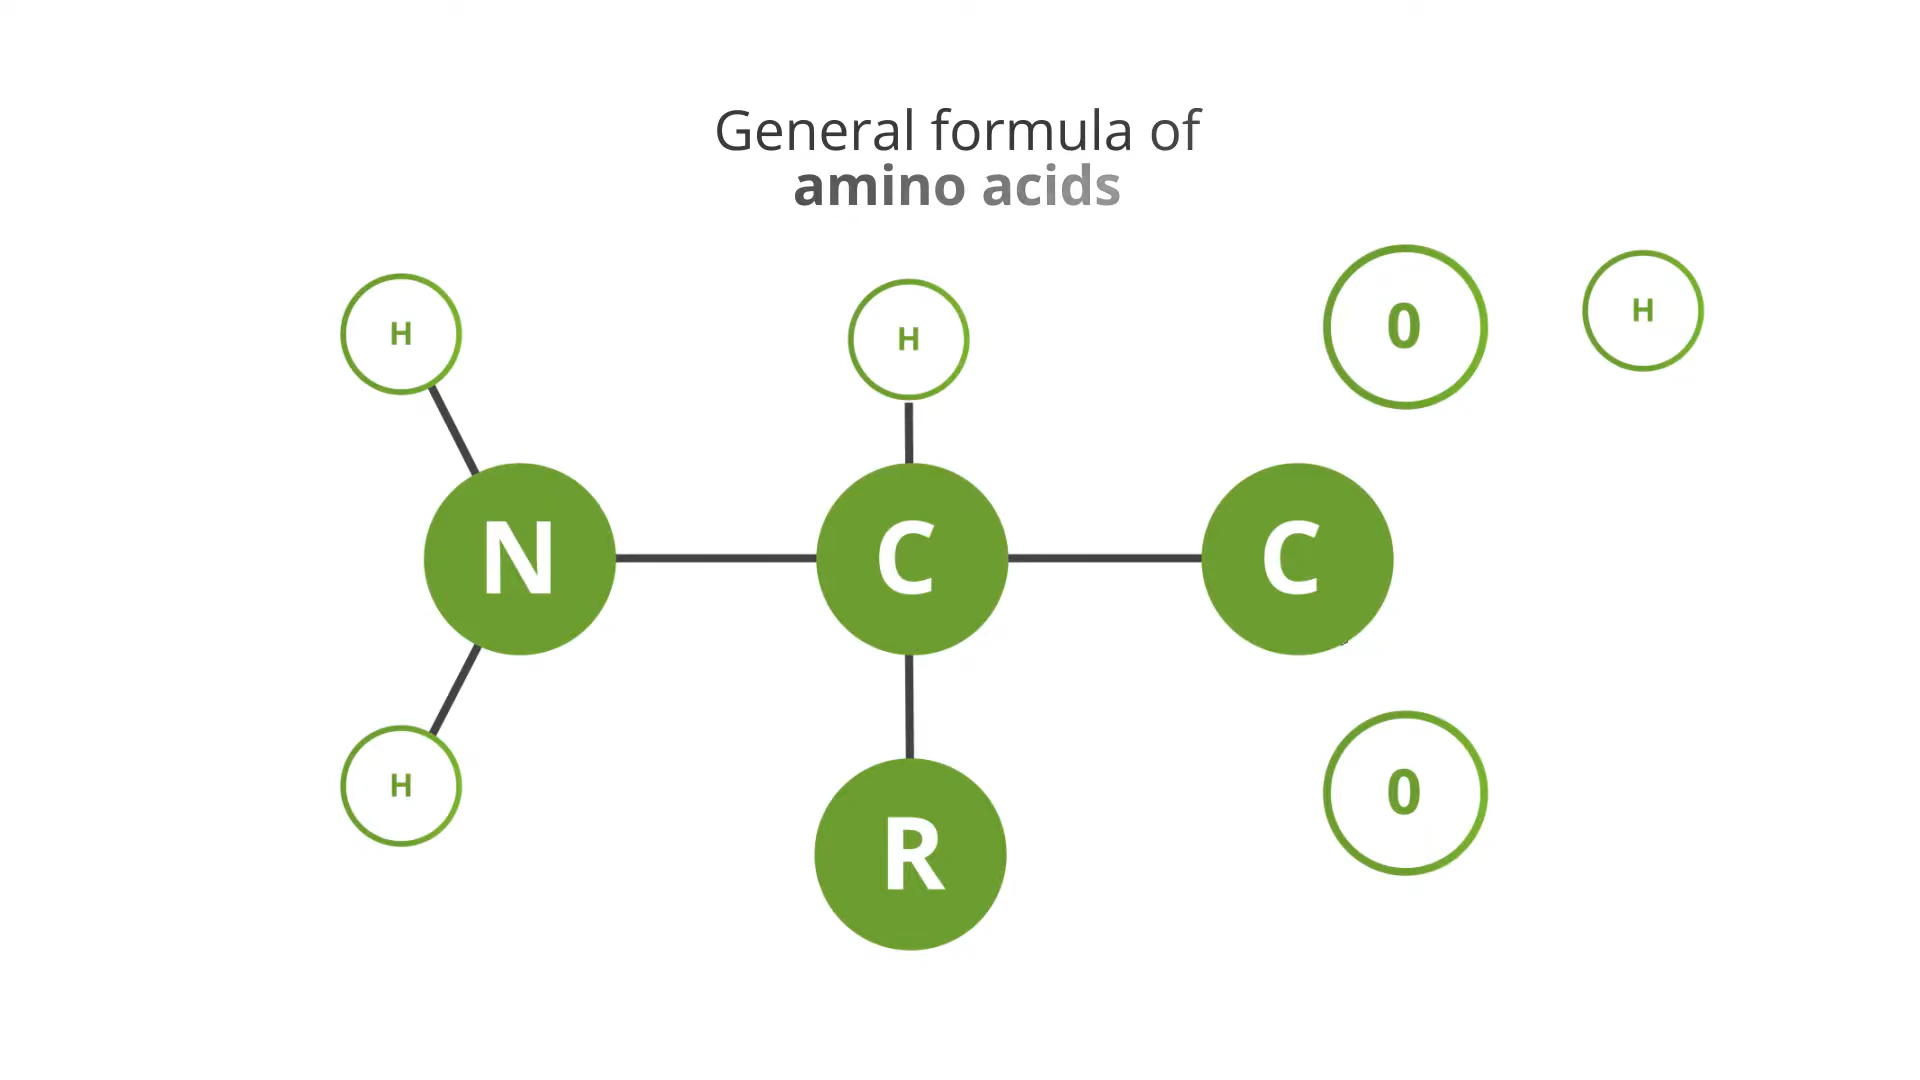 General formula of
amino acids
H H 0 H
N C C
H R 0